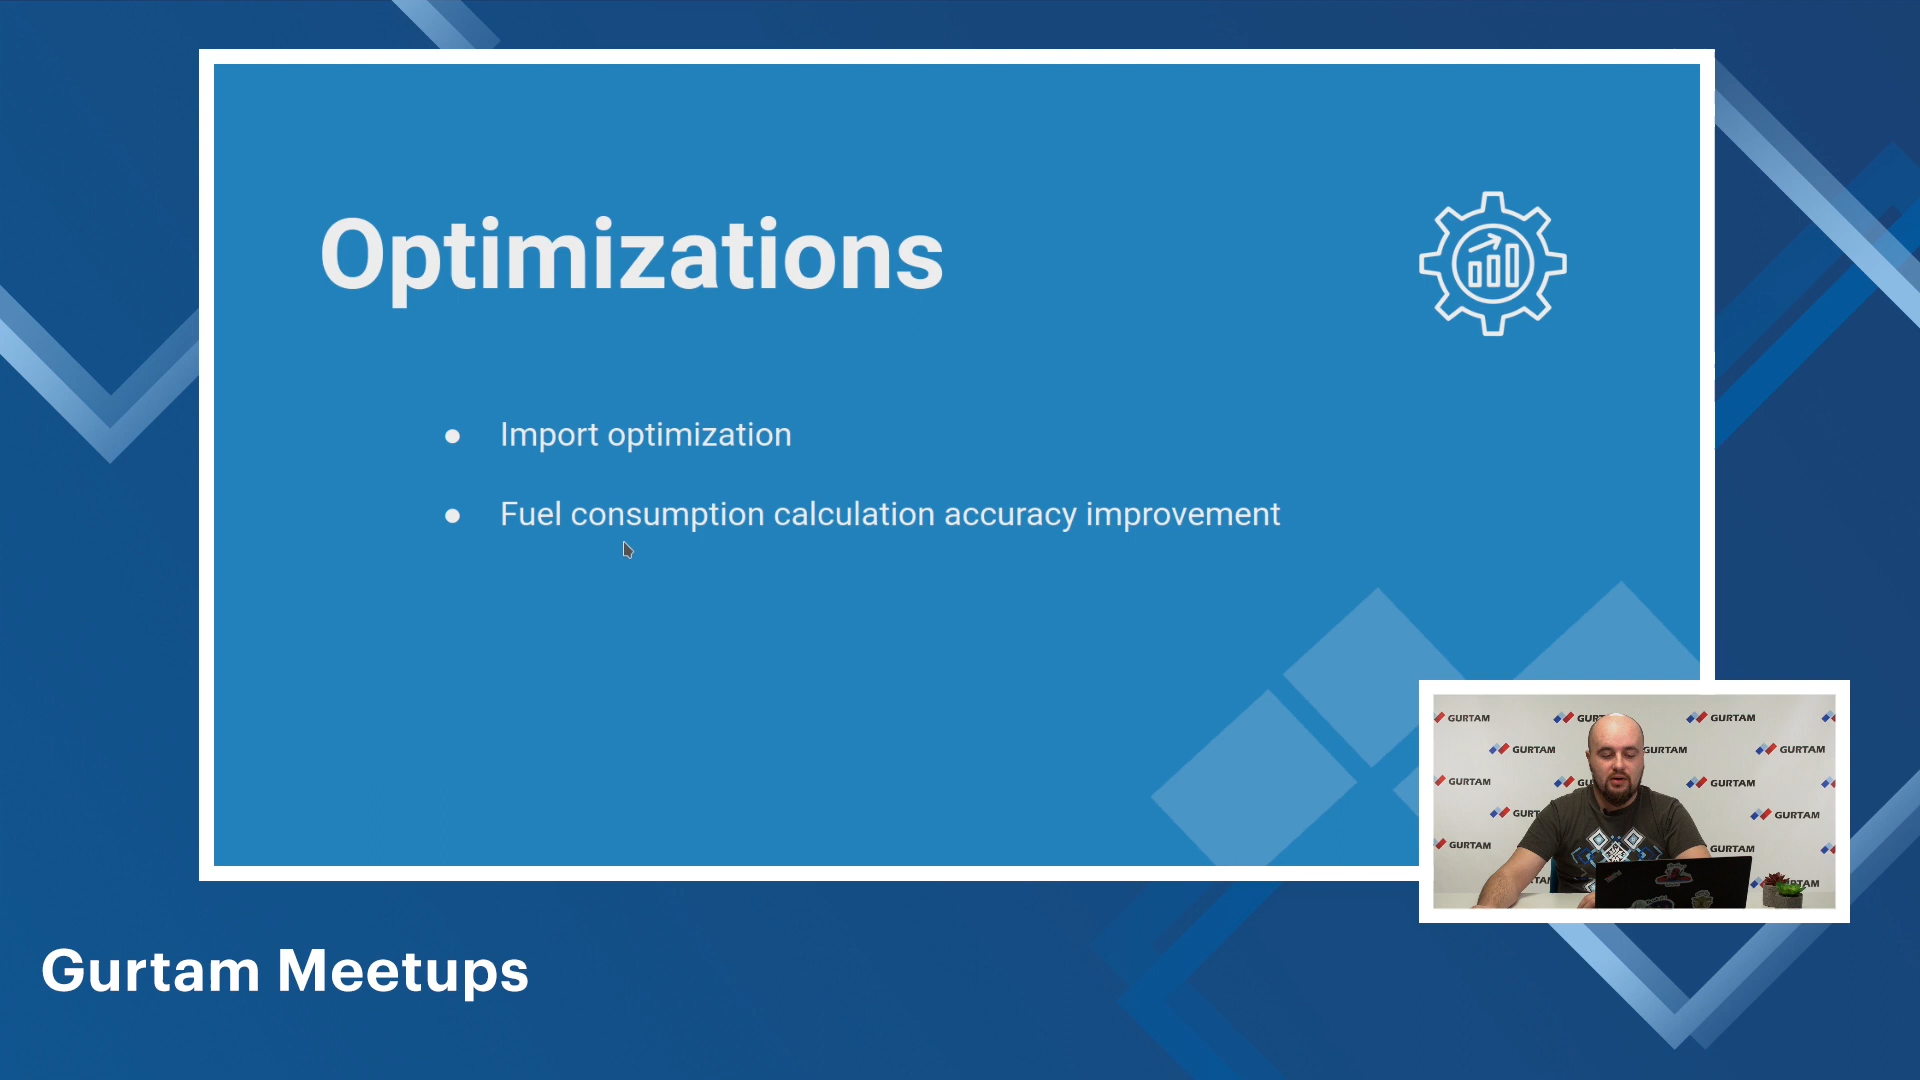 Optimizations
Import optimization
Fuel consumption calculation accuracy improvement
GURTAM
GURTAM
GURTAM
GURTAM
GURTAM
GURTAM
GURTAM
GURTAM
GURTAM
GURTAM
Gurtam Meetups